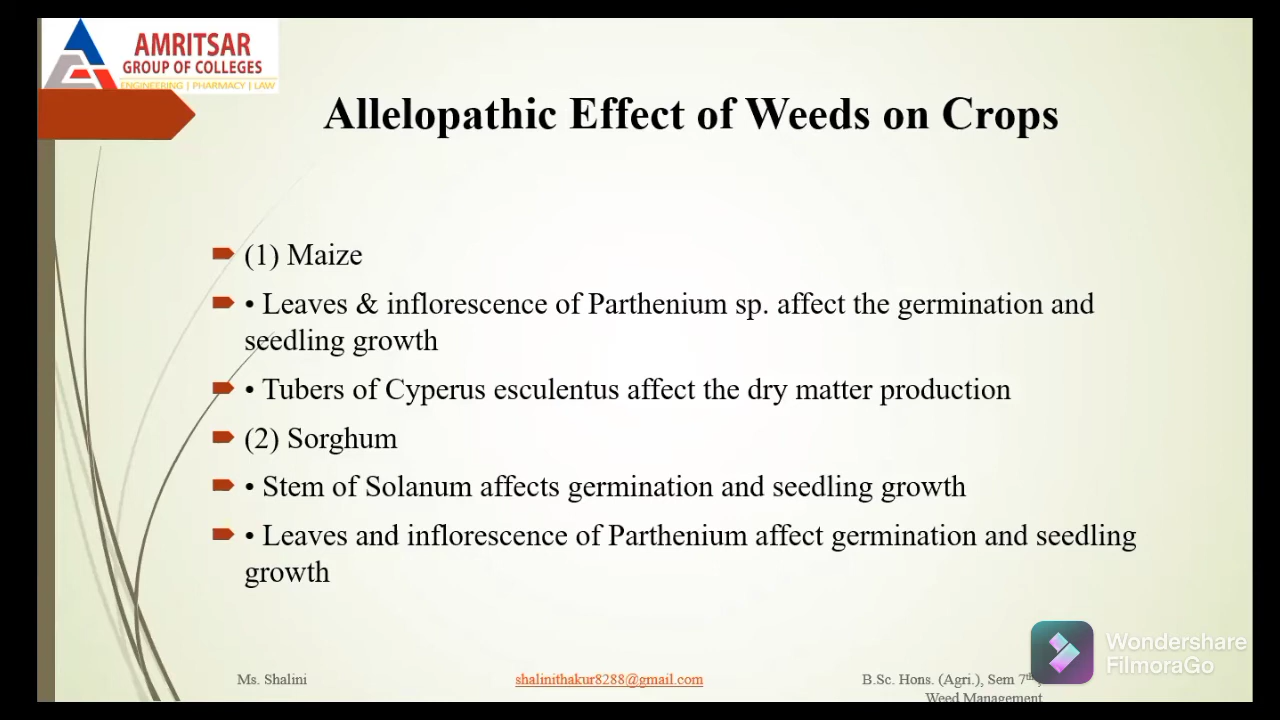 AMRITSAR
GROUP OF COLLEGES
ENGINEERING | PHARMACY | LAW
Allelopathic Effect of Weeds on Crops
(1) Maize
• Leaves & inflorescence of Parthenium sp. affect the germination and
seedling growth
• Tubers of Cyperus esculentus affect the dry matter production
(2) Sorghum
• Stem of Solanum affects germination and seedling growth
• Leaves and inflorescence of Parthenium affect germination and seedling
growth
Ms. Shalini
shalinithakur8288@gmail.com
B.Sc. Hons. (Agri.), Sem 7th,
Weed Management
Wondershare
FilmoraGo